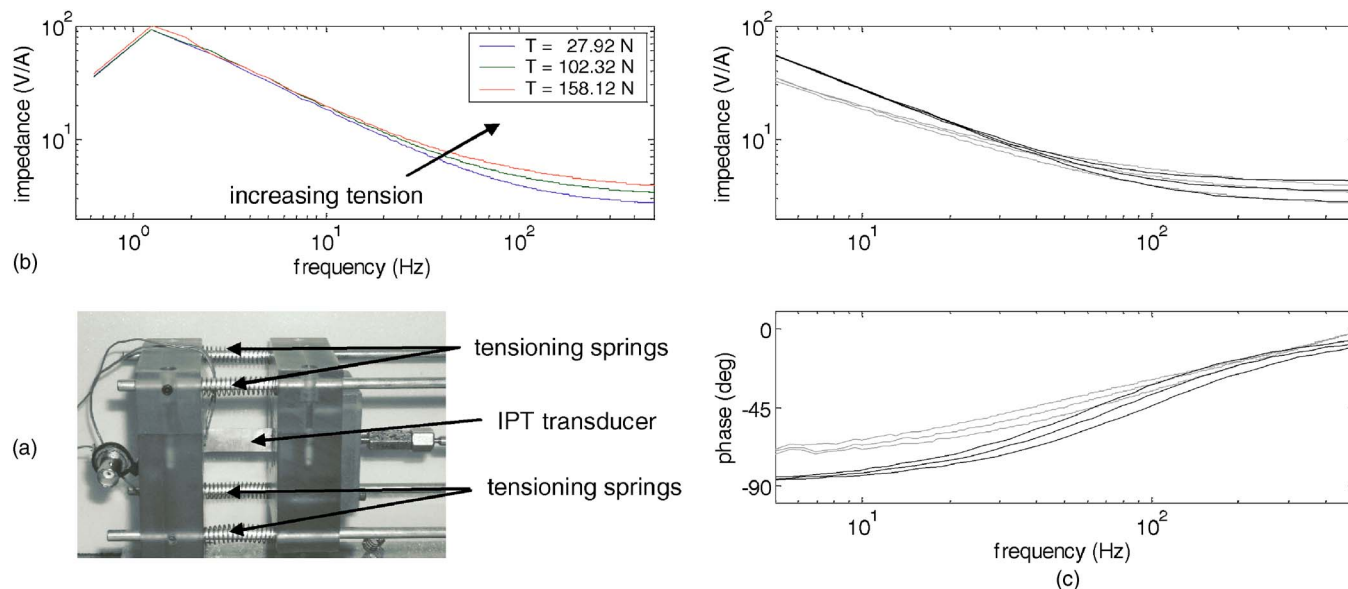 10²
10¹
impedance (V/A)
T = 27.92 N
T = 102.32 N
T = 158.12 N
increasing tension
10⁰ 10¹ 10²
frequency (Hz)
(b)
10²
10¹
impedance (V/A)
10¹ 10²
tensioning springs
IPT transducer
tensioning springs
(a)
0
-45
-90
phase (deg)
10¹ 10²
frequency (Hz)
(c)